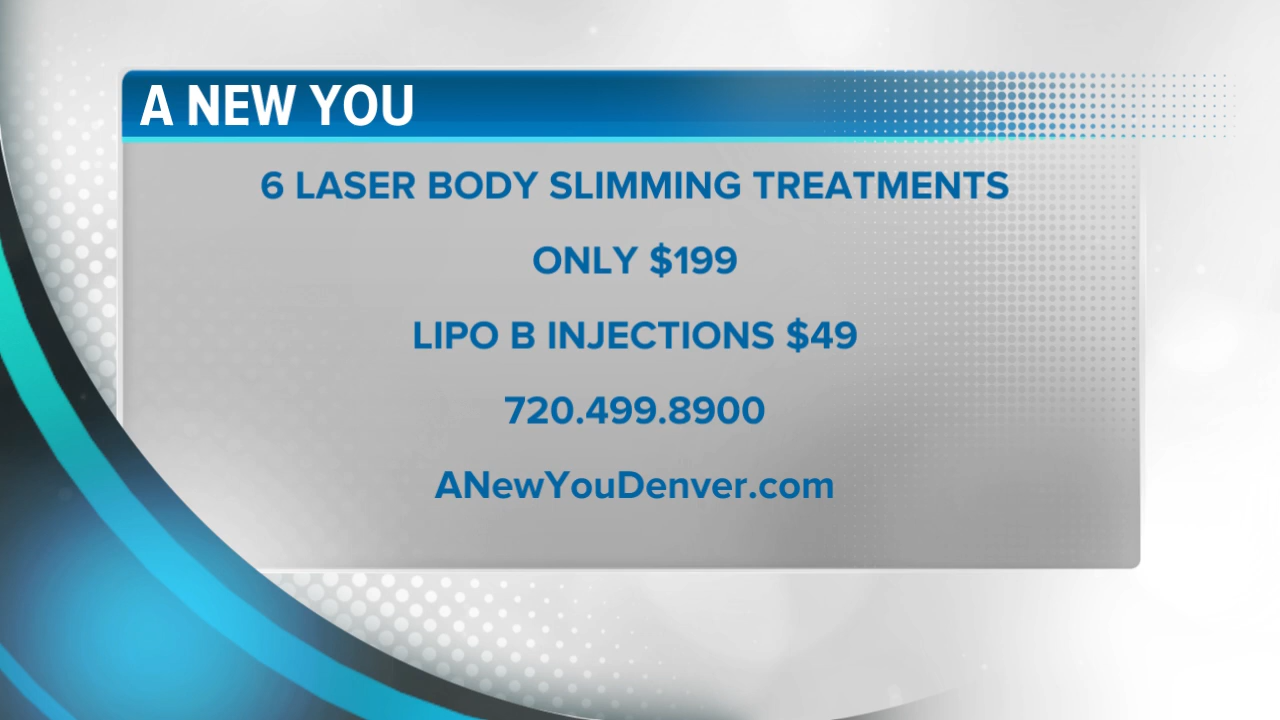 A NEW YOU
6 LASER BODY SLIMMING TREATMENTS
ONLY $199
LIPO B INJECTIONS $49
720.499.8900
ANewYouDenver.com